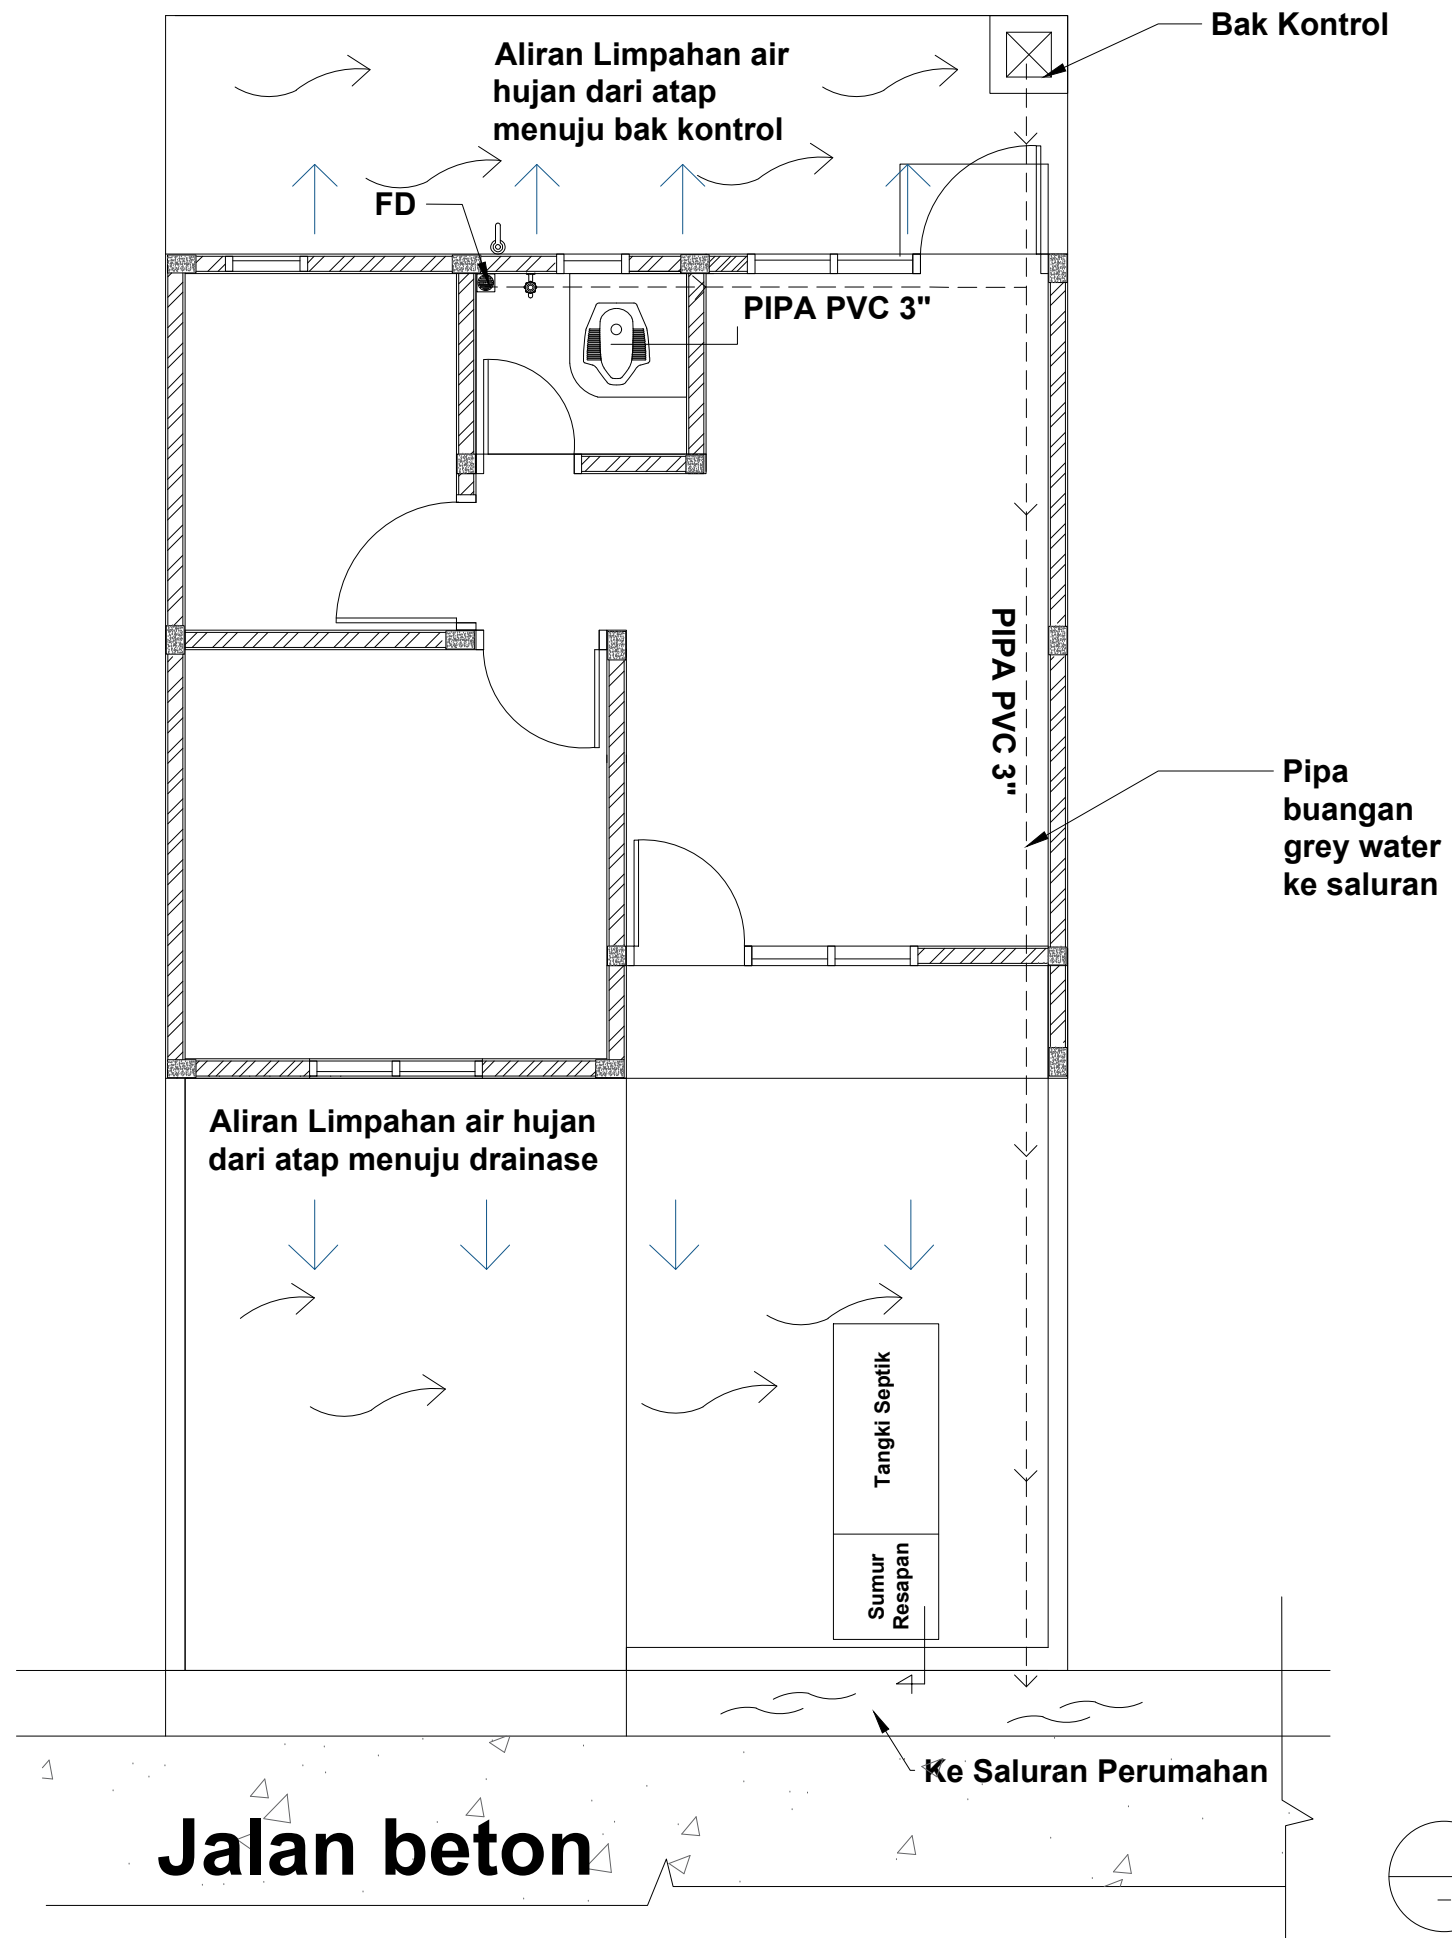 Bak Kontrol
Aliran Limpahan air
hujan dari atap
menuju bak kontrol
FD
PIPA PVC 3"
PIPA PVC 3"
Pipa
buangan
grey water
ke saluran
Aliran Limpahan air hujan
dari atap menuju drainase
Tangki Septik
Sumur
Resapan
Ke Saluran Perumahan
Jalan beton